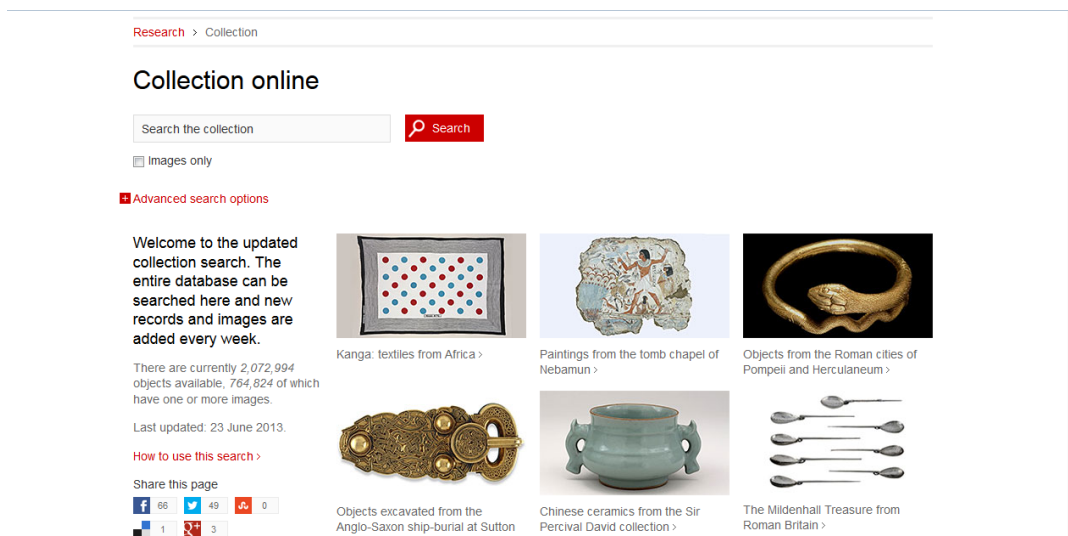 Research > Collection
Collection online
Search the collection
Search
Images only
Advanced search options
Welcome to the updated
collection search. The
entire database can be
searched here and new
records and images are
added every week.
There are currently 2,072,994
objects available, 764,824 of which
have one or more images.
Last updated: 23 June 2013.
How to use this search >
Share this page
66
49
0
1
3
Kanga: textiles from Africa >
Paintings from the tomb chapel of
Nebamun >
Objects from the Roman cities of
Pompeii and Herculaneum >
Objects excavated from the
Anglo-Saxon ship-burial at Sutton
Chinese ceramics from the Sir
Percival David collection >
The Mildenhall Treasure from
Roman Britain >